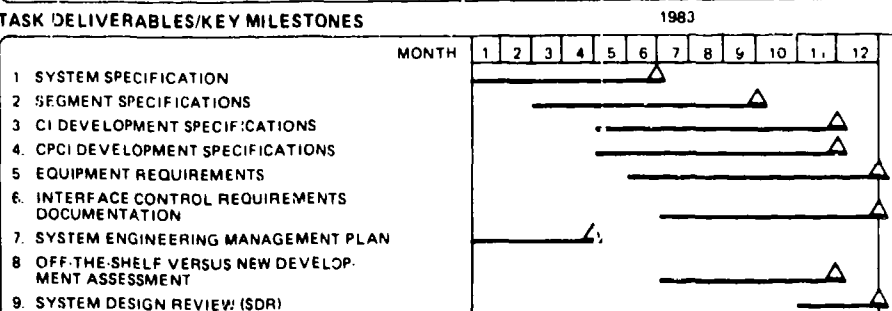 TASK DELIVERABLES/KEY MILESTONES 1983
MONTH 1 2 3 4 5 6 7 8 9 10 11 12
1 SYSTEM SPECIFICATION
2 SEGMENT SPECIFICATIONS
3 CI DEVELOPMENT SPECIFICATIONS
4. CPCI DEVELOPMENT SPECIFICATIONS
5 EQUIPMENT REQUIREMENTS
6. INTERFACE CONTROL REQUIREMENTS
DOCUMENTATION
7. SYSTEM ENGINEERING MANAGEMENT PLAN
8 OFF-THE-SHELF VERSUS NEW DEVELOP-
MENT ASSESSMENT
9. SYSTEM DESIGN REVIEW (SDR)